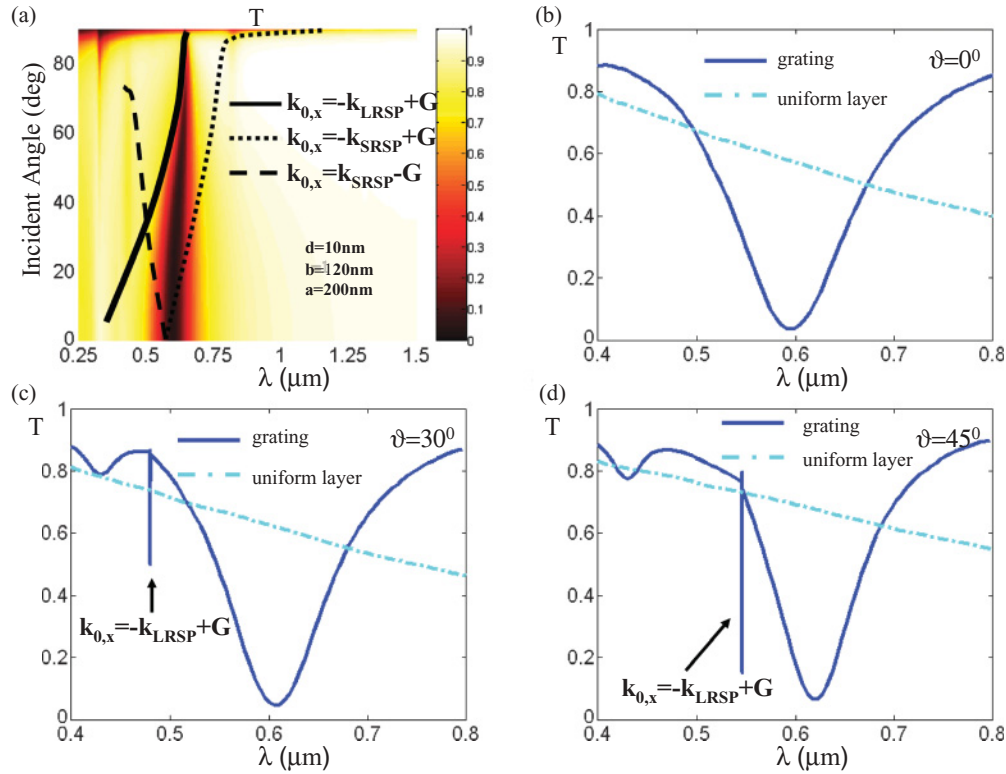 (a)
T
Incident Angle (deg)
80
60
40
20
0
0.25
0.5
0.75
1
1.25
1.5
λ (μm)
k0,x=-kLRSP+G
k0,x=-kSRSP+G
k0,x=kSRSP-G
d=10nm
b=120nm
a=200nm
1
0.9
0.8
0.7
0.6
0.5
0.4
0.3
0.2
0.1
0
(b)
T
1
0.8
0.6
0.4
0.2
0
grating
uniform layer
ϑ=0⁰
0.4
0.5
0.6
0.7
0.8
λ (μm)
(c)
T
1
0.8
0.6
0.4
0.2
0
grating
uniform layer
ϑ=30⁰
k0,x=-kLRSP+G
0.4
0.5
0.6
0.7
0.8
λ (μm)
(d)
T
1
0.8
0.6
0.4
0.2
0
grating
uniform layer
ϑ=45⁰
k0,x=-kLRSP+G
0.4
0.5
0.6
0.7
0.8
λ (μm)